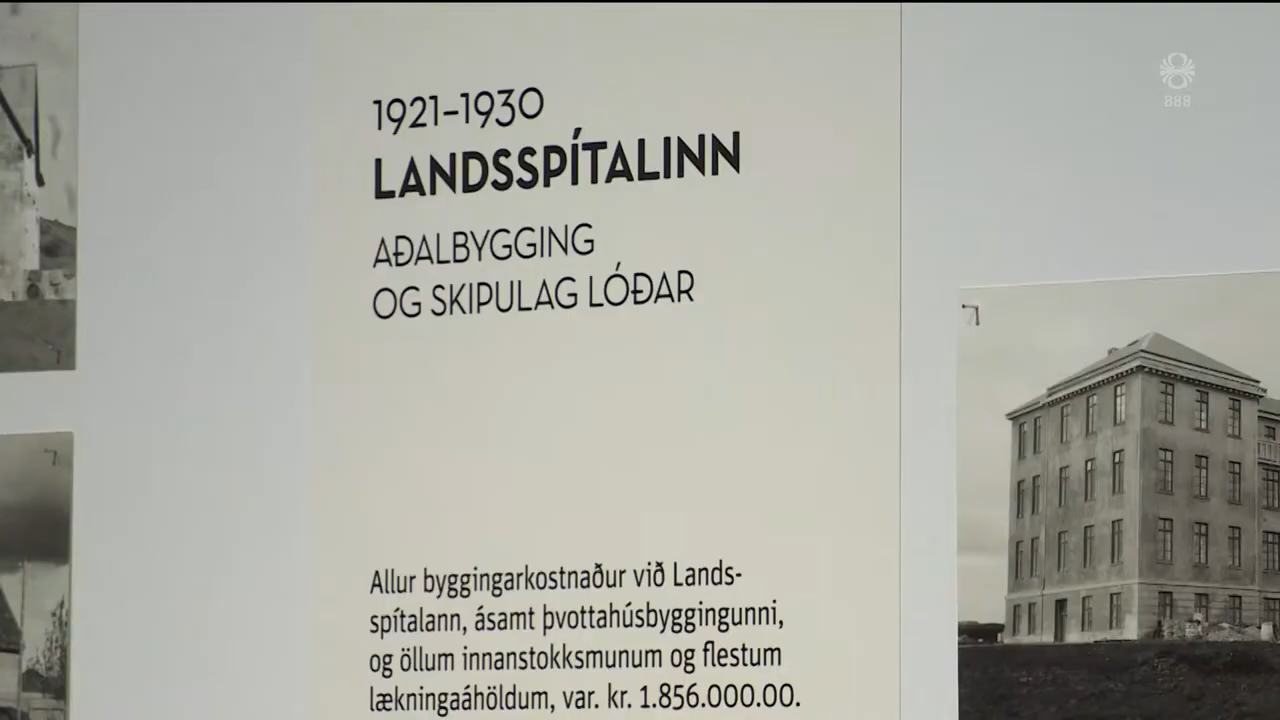 888
1921–1930
LANDSSPÍTALINN
AÐALBYGGING
OG SKIPULAG LÓÐAR
Allur byggingarkostnaður við Lands-
spítalann, ásamt þvottahúsbyggingunni,
og öllum innanstokksmunum og flestum
lækningaáhöldum, var. kr. 1.856.000.00.